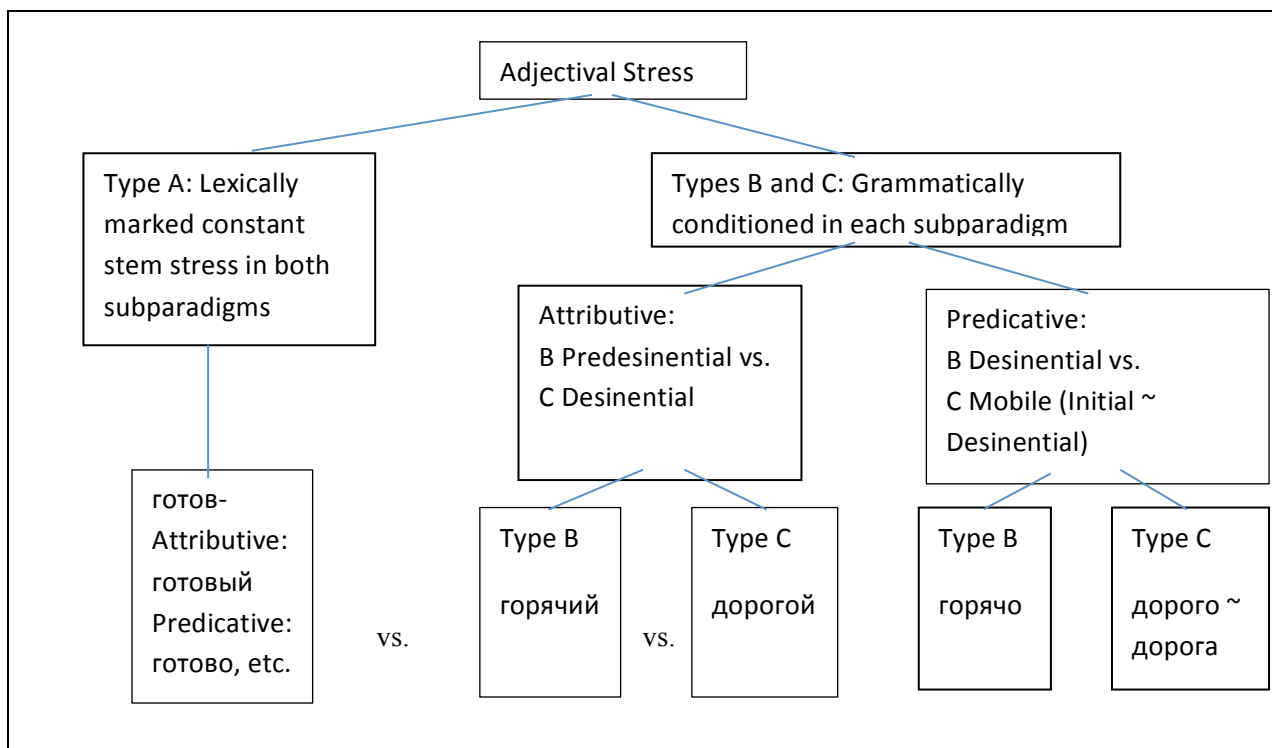 Adjectival Stress
Type A: Lexically
marked constant
stem stress in both
subparadigms
Types B and C: Grammatically
conditioned in each subparadigm
Attributive:
B Predesinential vs.
C Desinential
Predicative:
B Desinential vs.
C Mobile (Initial ~
Desinential)
готов-
Attributive:
готовый
Predicative:
готово, etc.
vs.
Type B
горячий
vs.
Type C
дорогой
Type B
горячо
Type C
дорого ~
дорога